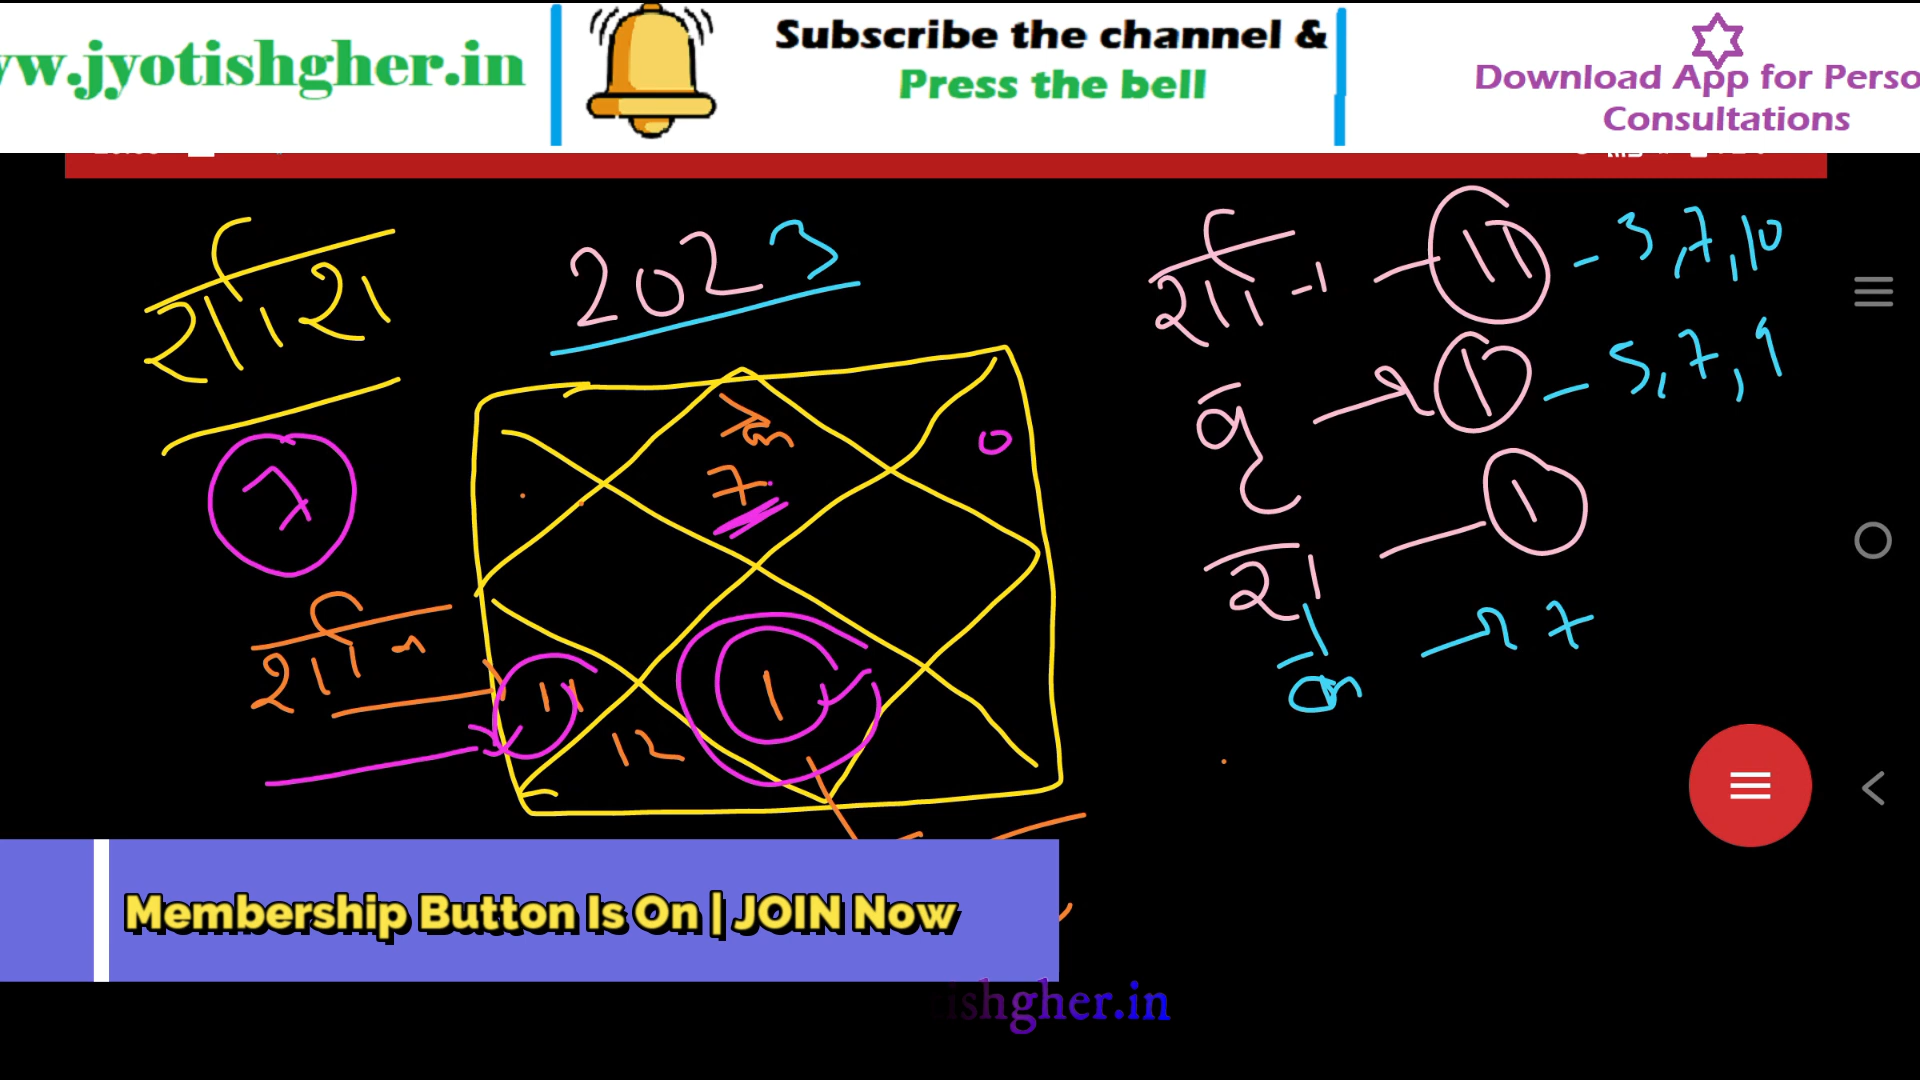 w.jyotishgher.in
Subscribe the channel &
Press the bell
Download App for Perso
Consultations
राशि
2023
7
के
7
0
शनि
11
12
1
शनि - 11 - 3, 7, 10
गु - 1 - 5, 7, 9
रा - 1
के - 7
Membership Button Is On | JOIN Now
ishgher.in